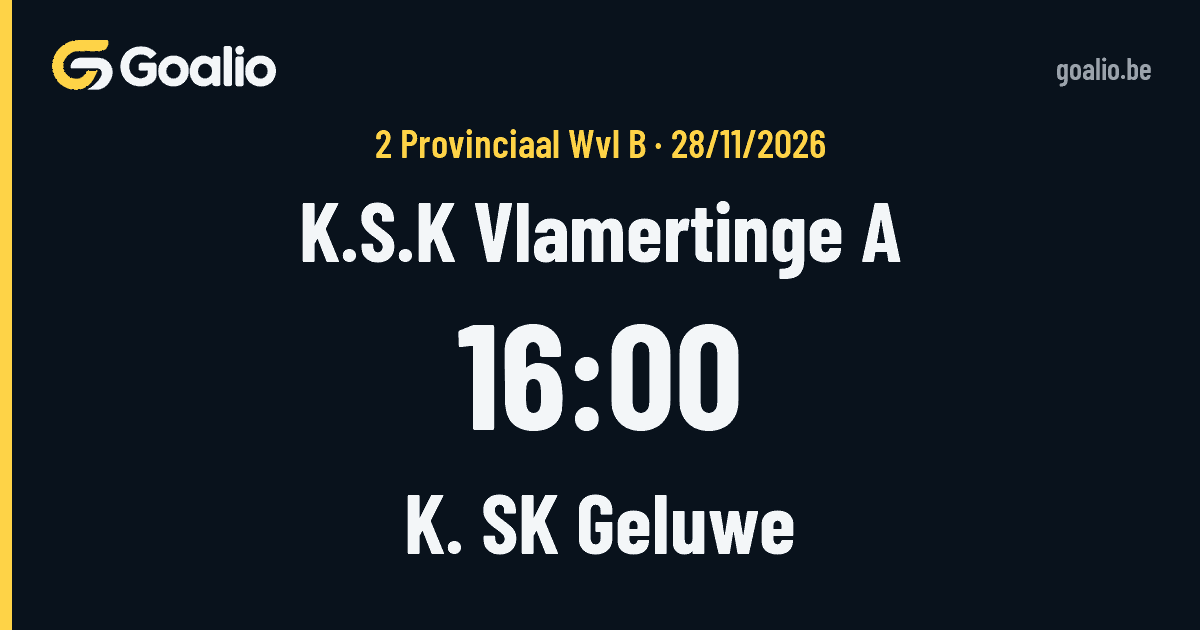 Goalio
goalio.be
2 Provinciaal Wvl B · 28/11/2026
K.S.K Vlamertinge A
16:00
K. SK Geluwe